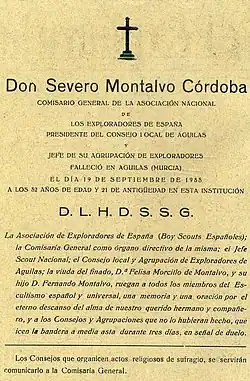 Don Severo Montalvo Córdoba
COMISARIO GENERAL DE LA ASOCIACIÓN NACIONAL
DE
LOS EXPLORADORES DE ESPAÑA
PRESIDENTE DEL CONSEJO LOCAL DE AGUILAS
Y
JEFE DE SU AGRUPACIÓN DE EXPLORADORES
FALLECIÓ EN AGUILAS (MURCIA)
EL DÍA 19 DE SEPTIEMBRE DE 1935
A LOS 52 AÑOS DE EDAD Y 21 DE ANTIGÜEDAD EN ESTA INSTITUCIÓN
D. L. H. D. S. S. G.
La Asociación de Exploradores de España (Boy Scouts Españoles);
la Comisaría General como órgano directivo de la misma; el Jefe
Scout Nacional; el Consejo local y Agrupación de Exploradores de
Aguilas; la viuda del finado, D.ª Felisa Morcillo de Montalvo, y su
hijo D. Fernando Montalvo, ruegan a todos los miembros del Es-
cultismo español y universal, una memoria y una oración por el
eterno descanso del alma de nuestro querido hermano y compañe-
ro, y a los Consejos y Agrupaciones que no lo hubieran hecho, que
icen la bandera a media asta durante tres días, en señal de duelo.
Los Consejos que organicen actos religiosos de sufragio, se servirán
comunicarlo a la Comisaría General.